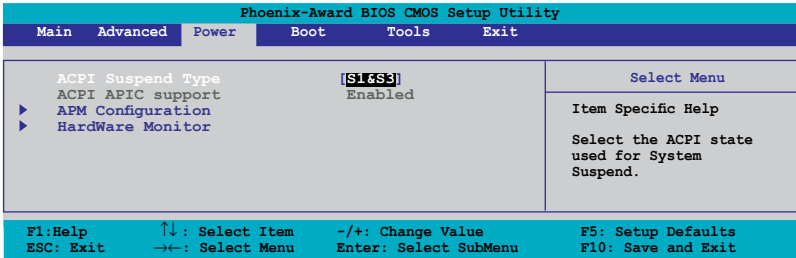 Phoenix-Award BIOS CMOS Setup Utility
Main Advanced Power Boot Tools Exit
ACPI Suspend Type [S1&S3]
ACPI APIC support Enabled
APM Configuration
HardWare Monitor
Select Menu
Item Specific Help
Select the ACPI state
used for System
Suspend.
F1:Help ↑↓: Select Item -/+: Change Value F5: Setup Defaults
ESC: Exit →←: Select Menu Enter: Select SubMenu F10: Save and Exit